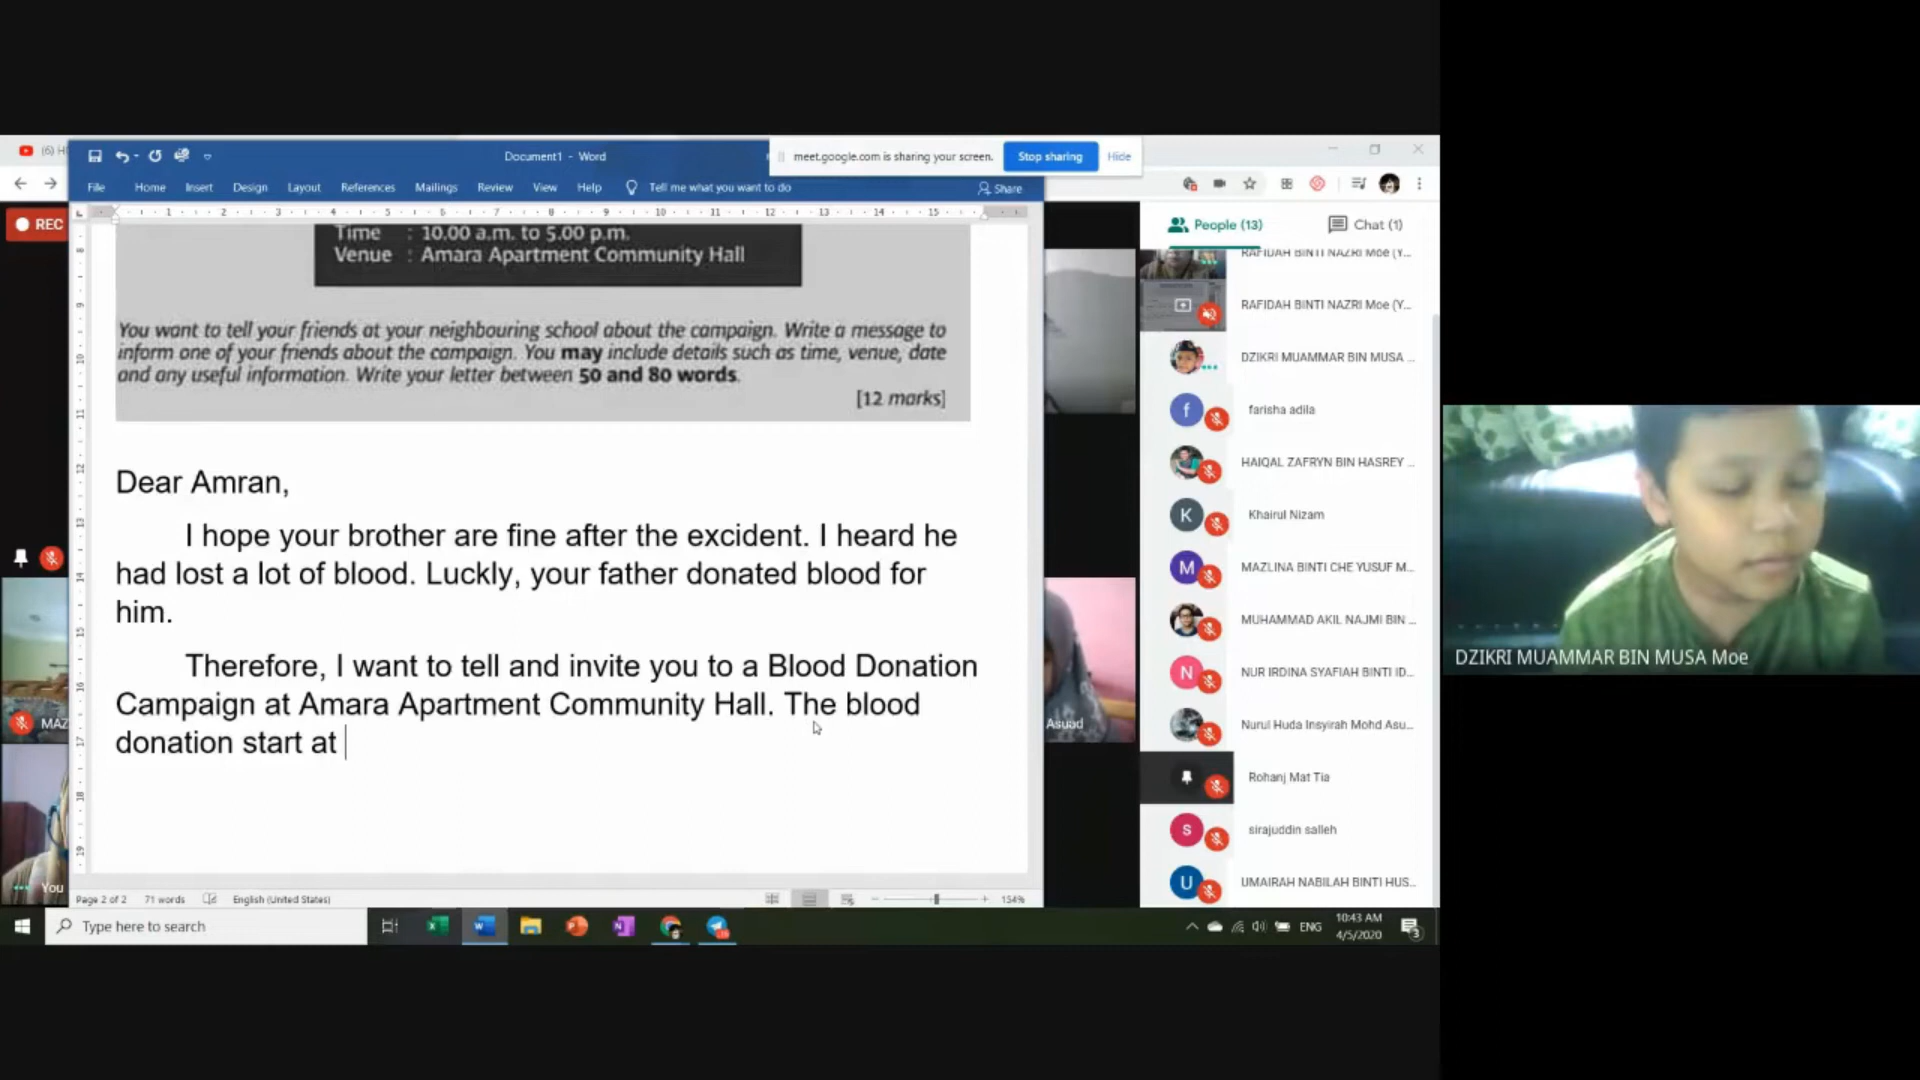 (6) H
Document1 - Word
meet.google.com is sharing your screen.
Stop sharing
Hide
File Home Insert Design Layout References Mailings Review View Help Tell me what you want to do
Share
REC
People (13)
Chat (1)
Time : 10.00 a.m. to 5.00 p.m.
Venue : Amara Apartment Community Hall
You want to tell your friends at your neighbouring school about the campaign. Write a message to
inform one of your friends about the campaign. You may include details such as time, venue, date
and any useful information. Write your letter between 50 and 80 words.
[12 marks]
Dear Amran,
I hope your brother are fine after the excident. I heard he
had lost a lot of blood. Luckly, your father donated blood for
him.
Therefore, I want to tell and invite you to a Blood Donation
Campaign at Amara Apartment Community Hall. The blood
donation start at
MAZ
You
Asuad
RAFIDAH BINTI NAZRI Moe (Y...
RAFIDAH BINTI NAZRI Moe (Y...
DZIKRI MUAMMAR BIN MUSA ...
f
farisha adila
HAIQAL ZAFRYN BIN HASREY ...
K
Khairul Nizam
M
MAZLINA BINTI CHE YUSUF M...
MUHAMMAD AKIL NAJMI BIN ...
N
NUR IRDINA SYAFIAH BINTI ID...
Nurul Huda Insyirah Mohd Asu...
Rohanj Mat Tia
S
sirajuddin salleh
U
UMAIRAH NABILAH BINTI HUS...
DZIKRI MUAMMAR BIN MUSA Moe
Page 2 of 2 71 words English (United States)
154%
Type here to search
ENG
10:43 AM
4/5/2020
3